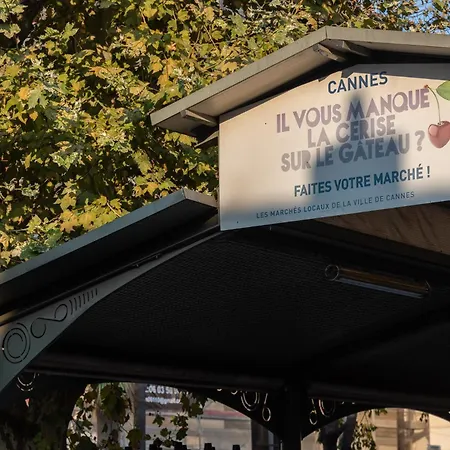 CANNES
IL VOUS MANQUE
LA CERISE
SUR LE GÂTEAU ?
FAITES VOTRE MARCHÉ !
LES MARCHÉS LOCAUX DE LA VILLE DE CANNES